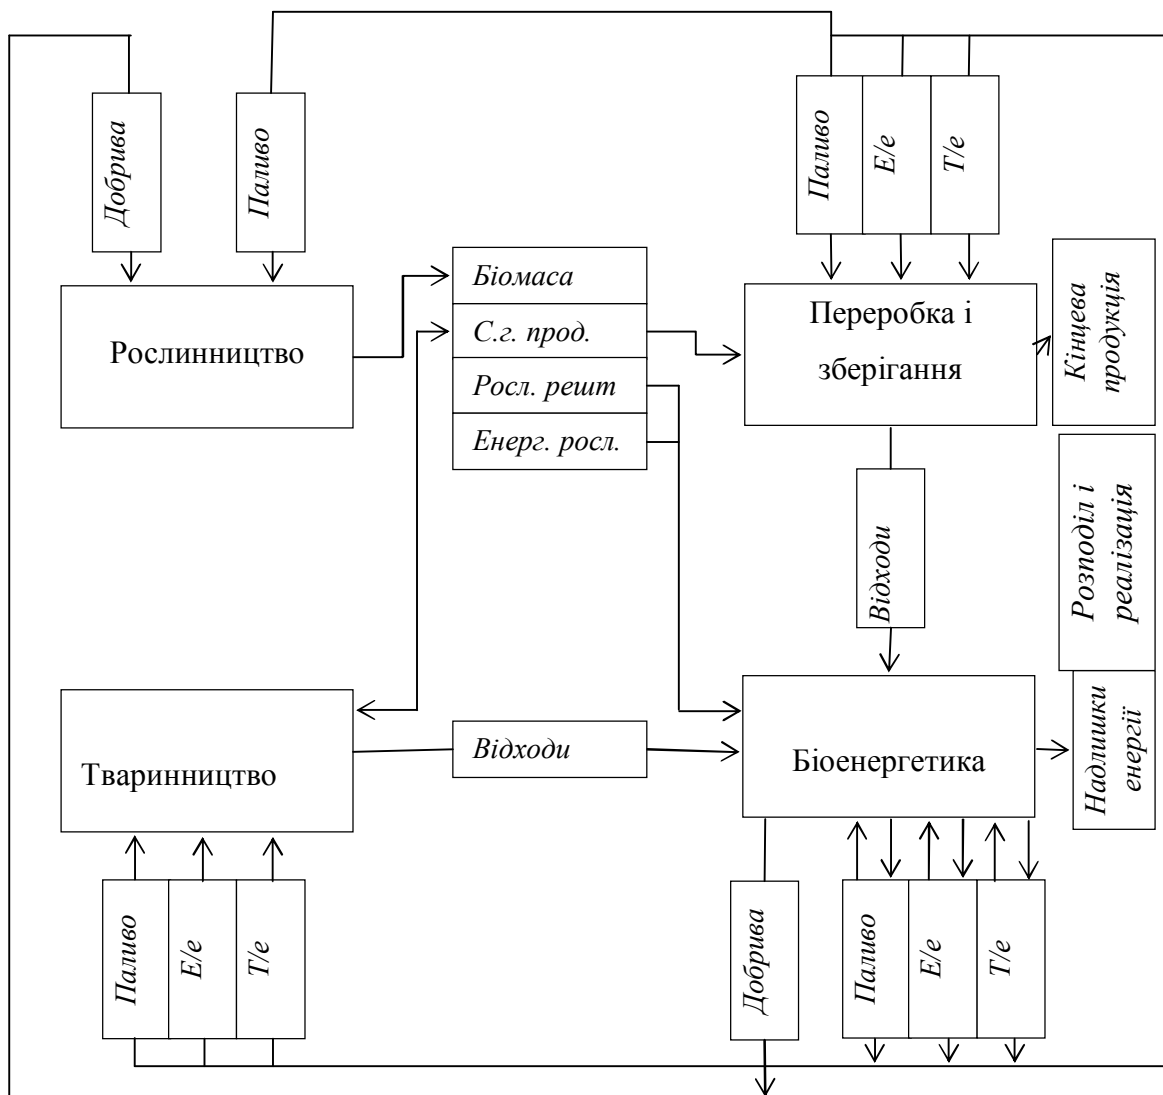 Добрива
Паливо
Паливо
Е/е
Т/е
Рослинництво
Біомаса
С.г. прод.
Росл. решт
Енерг. росл.
Переробка і
зберігання
Кінцева
продукція
Відходи
Розподіл і
реалізація
Тваринництво
Відходи
Біоенергетика
Надлишки
енергії
Паливо
Е/е
Т/е
Добрива
Паливо
Е/е
Т/е